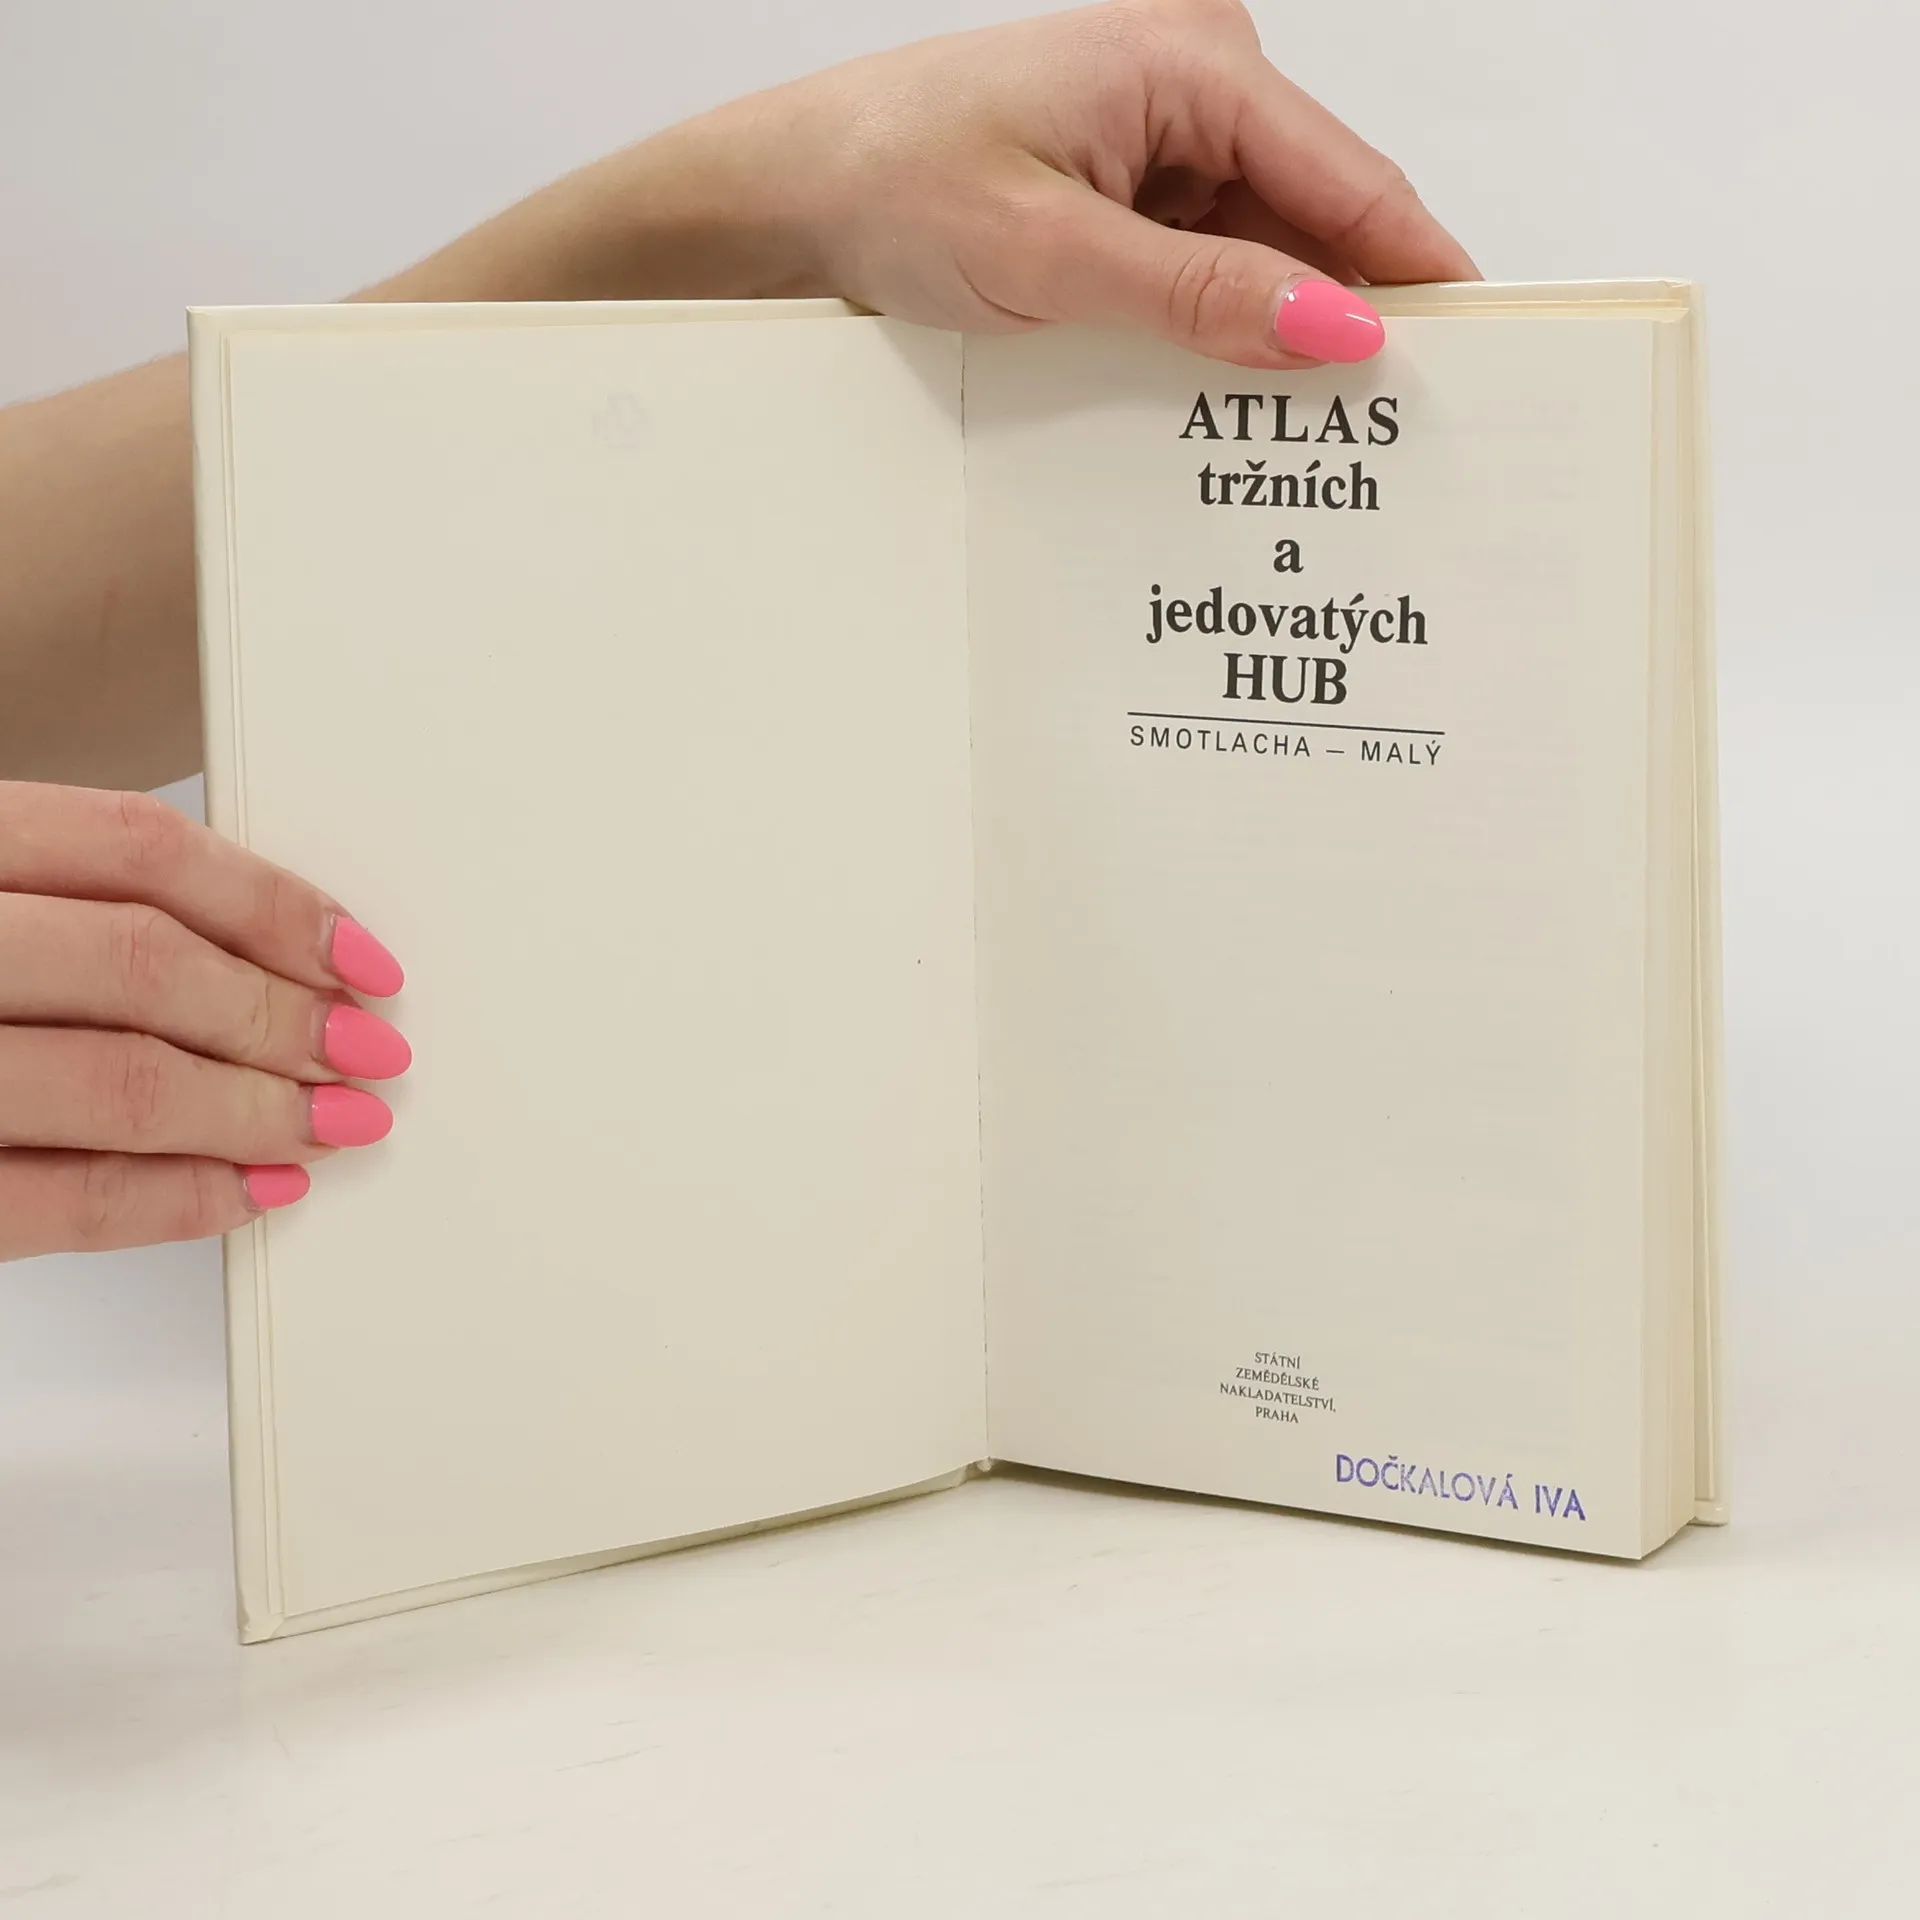 ATLAS
tržních
a
jedovatých
HUB
SMOTLACHA – MALÝ
STÁTNÍ
ZEMĚDĚLSKÉ
NAKLADATELSTVÍ,
PRAHA
DOČKALOVÁ IVA